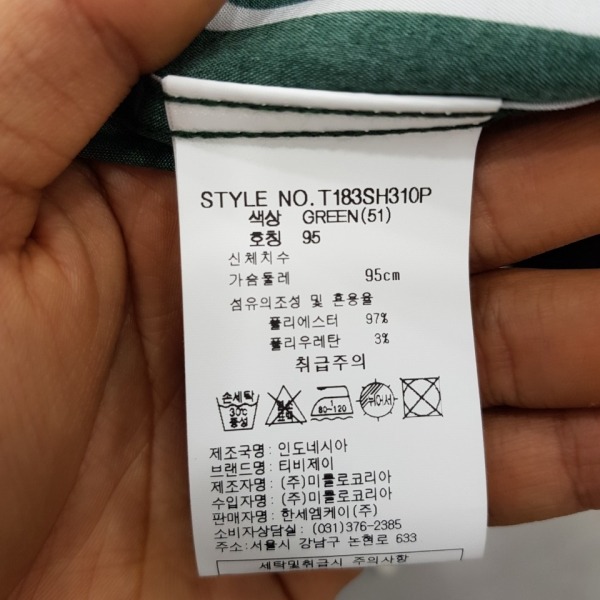 STYLE NO. T183SH310P
색상 GREEN(51)
호칭 95
신체치수
가슴둘레 95cm
섬유의조성 및 혼용율
폴리에스터 97%
폴리우레탄 3%
취급주의
손세탁
30℃
중성
80~120
뉘어서
제조국명: 인도네시아
브랜드명: 티비제이
제조자명: (주)미틀로코리아
수입자명: (주)미틀로코리아
판매자명: 한세엠케이(주)
소비자상담실: (031)376-2385
주소:서울시 강남구 논현로 633
세탁및취급시 주의사항